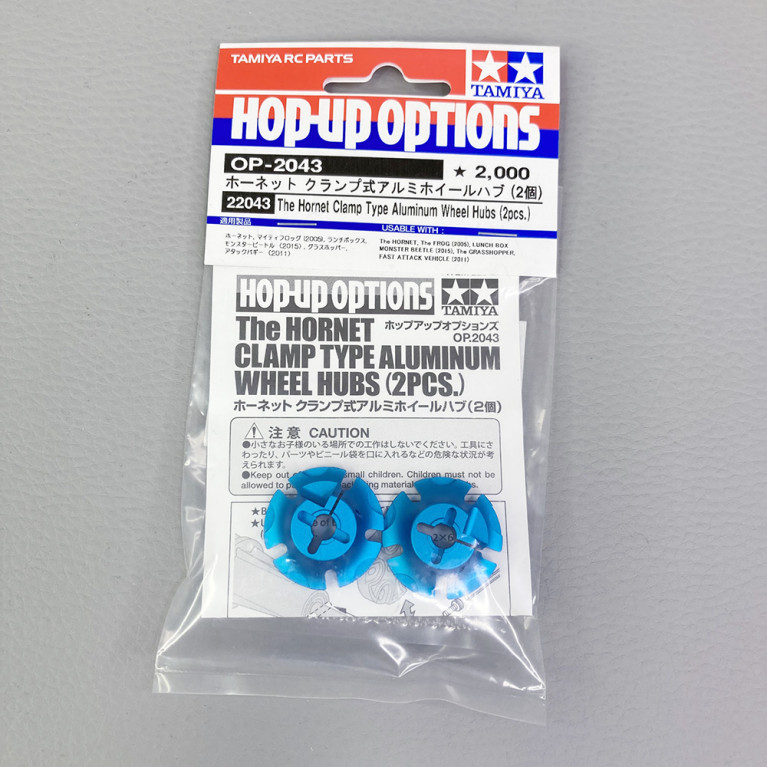 TAMIYA RC PARTS
TAMIYA
HOP-UP OPTIONS
OP-2043
★ 2,000
ホーネット クランプ式アルミホイールハブ (2個)
22043 The Hornet Clamp Type Aluminum Wheel Hubs (2pcs.)
適用製品
USABLE WITH :
ホーネット, マイティフロッグ (2005), ランチボックス,
モンスタービートル (2015), グラスホッパー,
アタックバギー (2011)
The HORNET, The FROG (2005), LUNCH BOX
MONSTER BEETLE (2015), The GRASSHOPPER,
FAST ATTACK VEHICLE (2011)
HOP-UP OPTIONS
TAMIYA
The HORNET
ホップアップオプションズ
OP.2043
CLAMP TYPE ALUMINUM
WHEEL HUBS (2PCS.)
ホーネット クランプ式アルミホイールハブ (2個)
注意 CAUTION
●小さなお子様のいる場所での工作はしないでください。工具にさ
わったり、パーツやビニール袋を口に入れるなどの危険な状況が考
えられます。
●Keep out small children. Children must not be
allowed to
2×6